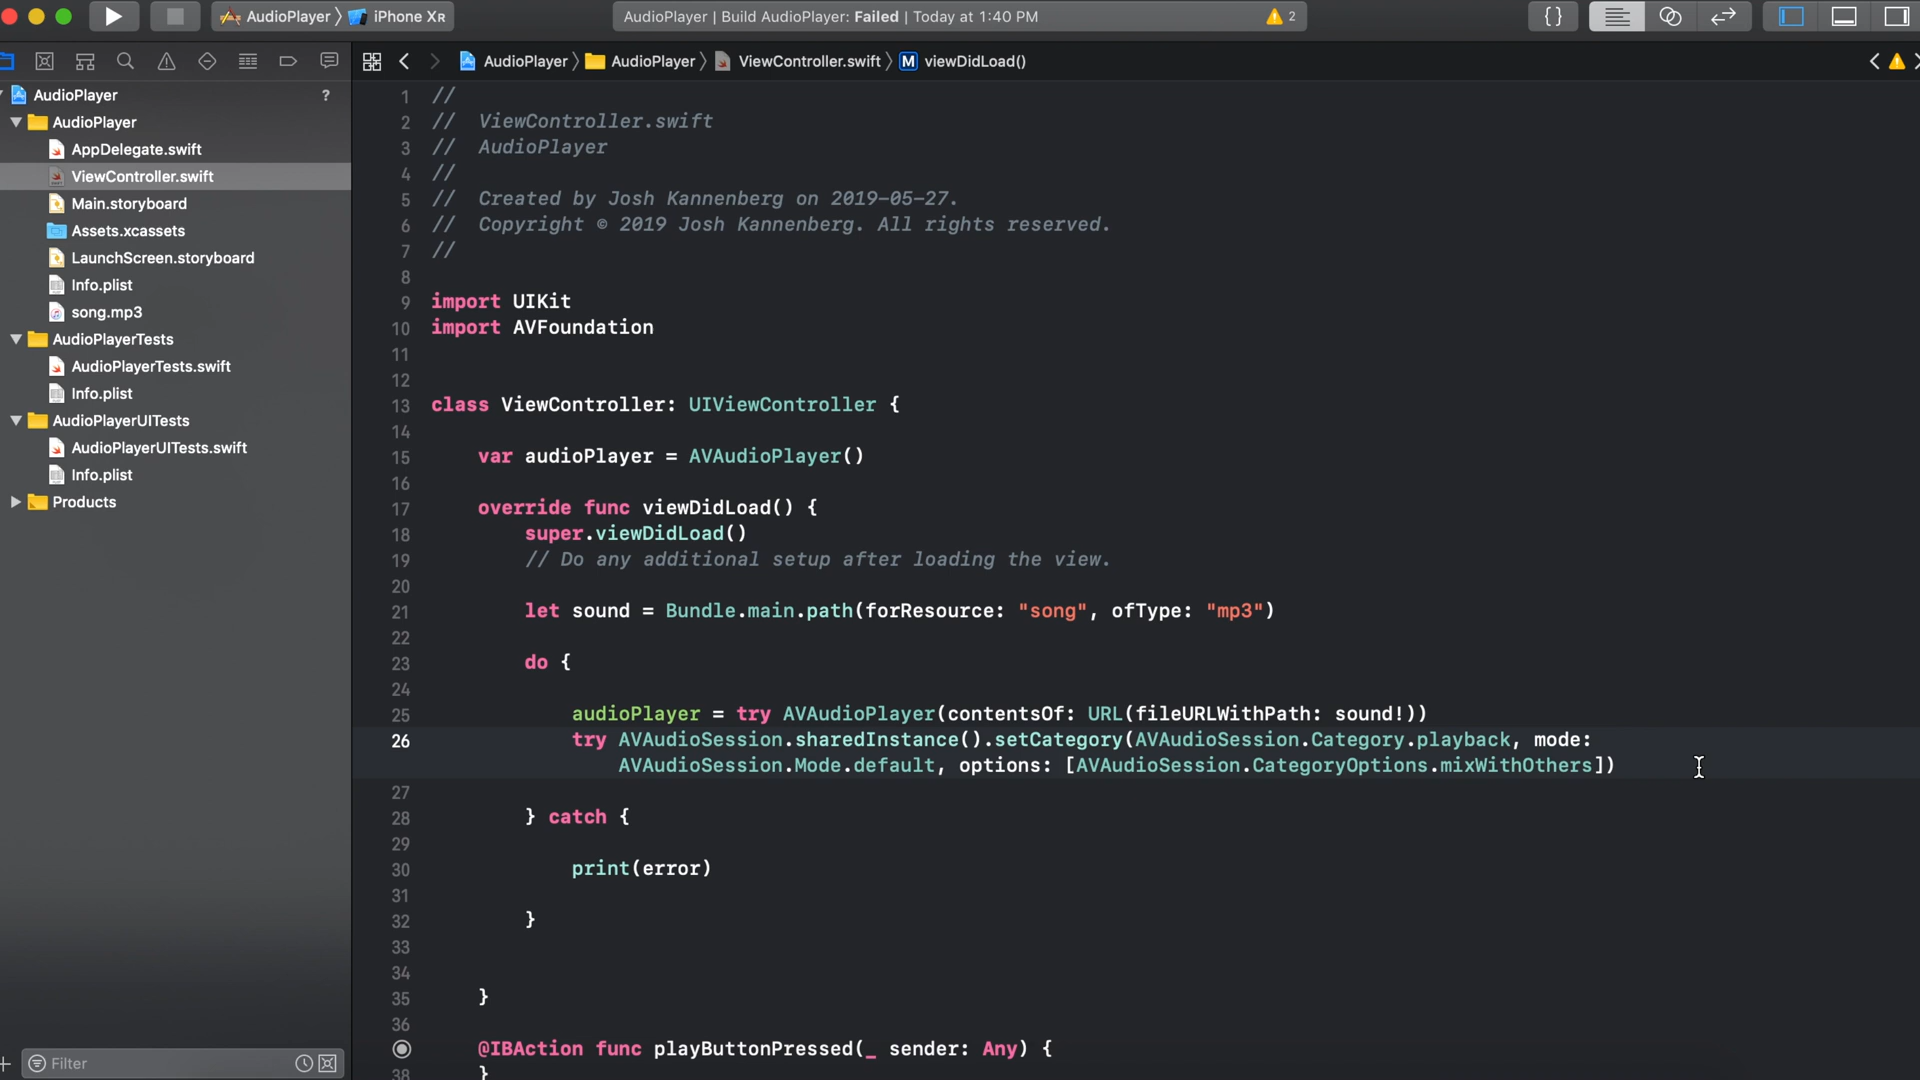 AudioPlayer 〉 iPhone XR
AudioPlayer | Build AudioPlayer: Failed | Today at 1:40 PM
2
{}
AudioPlayer 〉 AudioPlayer 〉 ViewController.swift 〉 M viewDidLoad()
AudioPlayer ?
AudioPlayer
AppDelegate.swift
ViewController.swift
Main.storyboard
Assets.xcassets
LaunchScreen.storyboard
Info.plist
song.mp3
AudioPlayerTests
AudioPlayerTests.swift
Info.plist
AudioPlayerUITests
AudioPlayerUITests.swift
Info.plist
Products
Filter
1 //
2 // ViewController.swift
3 // AudioPlayer
4 //
5 // Created by Josh Kannenberg on 2019-05-27.
6 // Copyright © 2019 Josh Kannenberg. All rights reserved.
7 //
8
9 import UIKit
10 import AVFoundation
11
12
13 class ViewController: UIViewController {
14
15 var audioPlayer = AVAudioPlayer()
16
17 override func viewDidLoad() {
18 super.viewDidLoad()
19 // Do any additional setup after loading the view.
20
21 let sound = Bundle.main.path(forResource: "song", ofType: "mp3")
22
23 do {
24
25 audioPlayer = try AVAudioPlayer(contentsOf: URL(fileURLWithPath: sound!))
26 try AVAudioSession.sharedInstance().setCategory(AVAudioSession.Category.playback, mode:
AVAudioSession.Mode.default, options: [AVAudioSession.CategoryOptions.mixWithOthers])
27
28 } catch {
29
30 print(error)
31
32 }
33
34
35 }
36
@IBAction func playButtonPressed(_ sender: Any) {
38 }